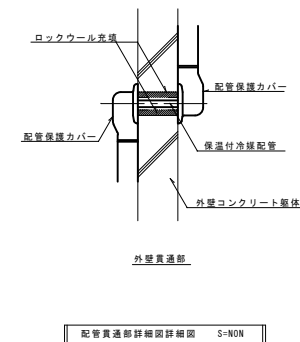 ロックウール充填
配管保護カバー
配管保護カバー
保温付冷媒配管
外壁コンクリート躯体
外壁貫通部
配管貫通部詳細図詳細図 S=NON